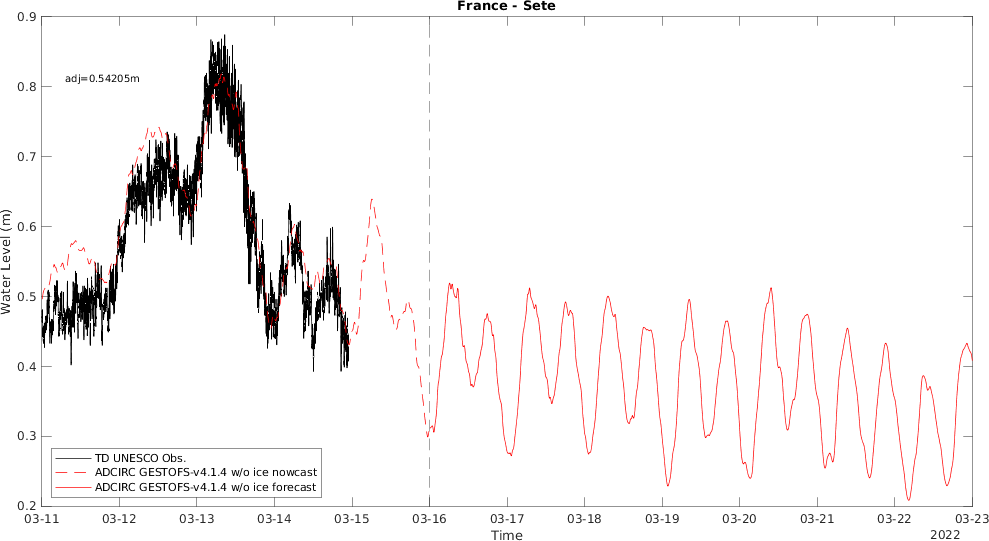 France - Sete
0.9
0.8
0.7
0.6
0.5
0.4
0.3
0.2
Water Level (m)
adj=0.54205m
TD UNESCO Obs.
ADCIRC GESTOFS-v4.1.4 w/o ice nowcast
ADCIRC GESTOFS-v4.1.4 w/o ice forecast
03-11 03-12 03-13 03-14 03-15 03-16 03-17 03-18 03-19 03-20 03-21 03-22 03-23
Time
2022